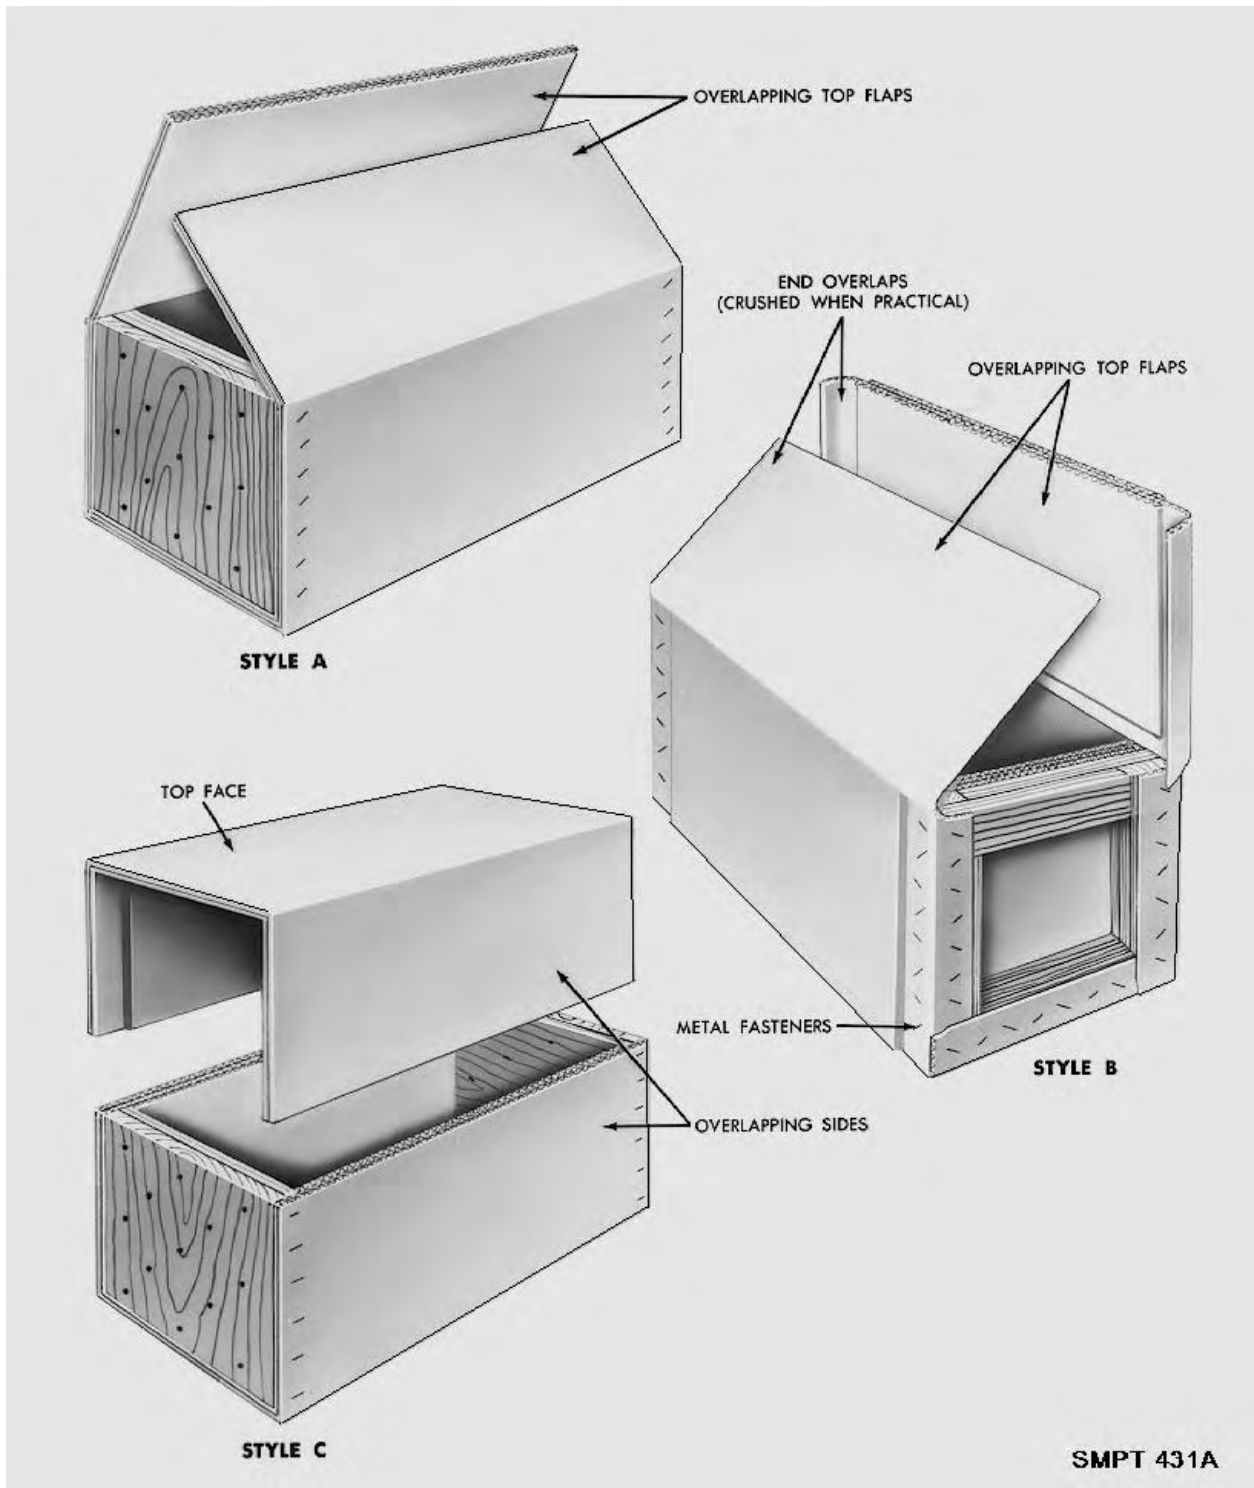 OVERLAPPING TOP FLAPS
STYLE A
END OVERLAPS
(CRUSHED WHEN PRACTICAL)
OVERLAPPING TOP FLAPS
METAL FASTENERS
STYLE B
TOP FACE
OVERLAPPING SIDES
STYLE C
SMPT 431A